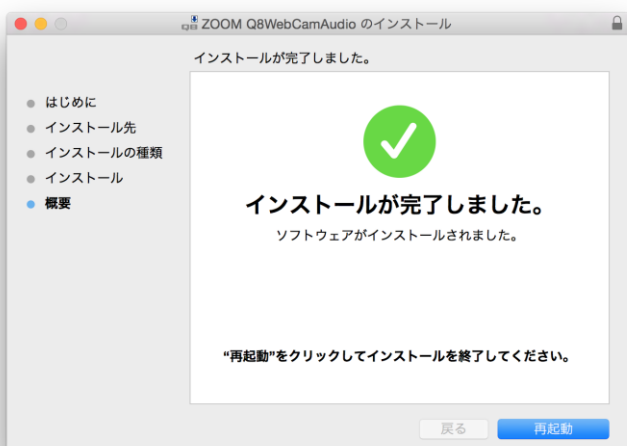 ZOOM Q8WebCamAudio のインストール
インストールが完了しました。
はじめに
インストール先
インストールの種類
インストール
概要
インストールが完了しました。
ソフトウェアがインストールされました。
“再起動”をクリックしてインストールを終了してください。
戻る
再起動